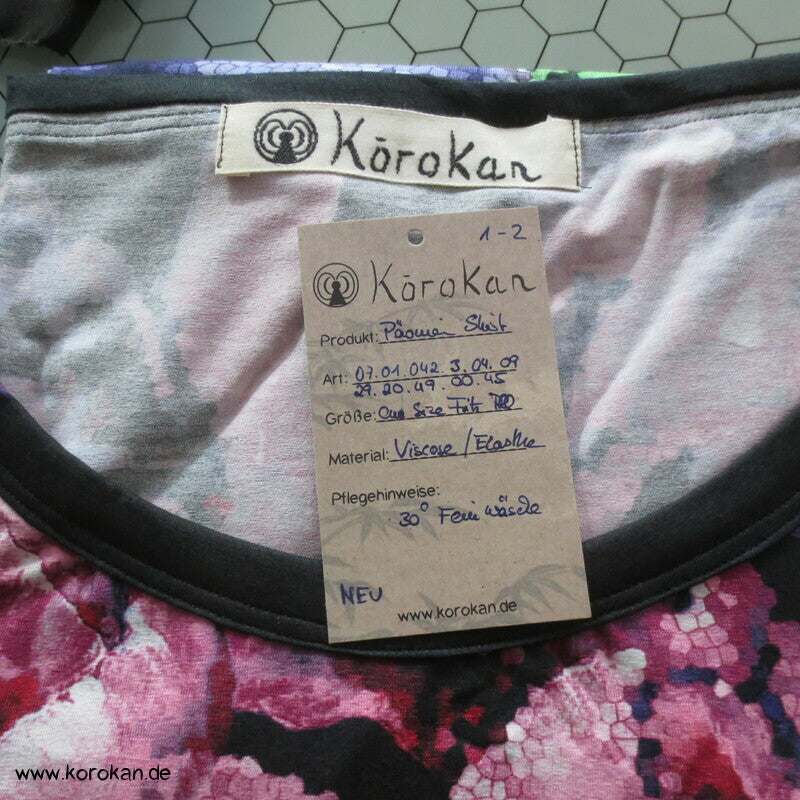 KōroKan
1 - 2
KōroKan
Produkt: Shirt
Art: 07.01.042.3.04.09
29.20.49.00.45
Größe: One Size Fits
Material: Viscose / Elasthan
Pflegehinweise:
30° Feinwäsche
NEU
www.korokan.de
www.korokan.de